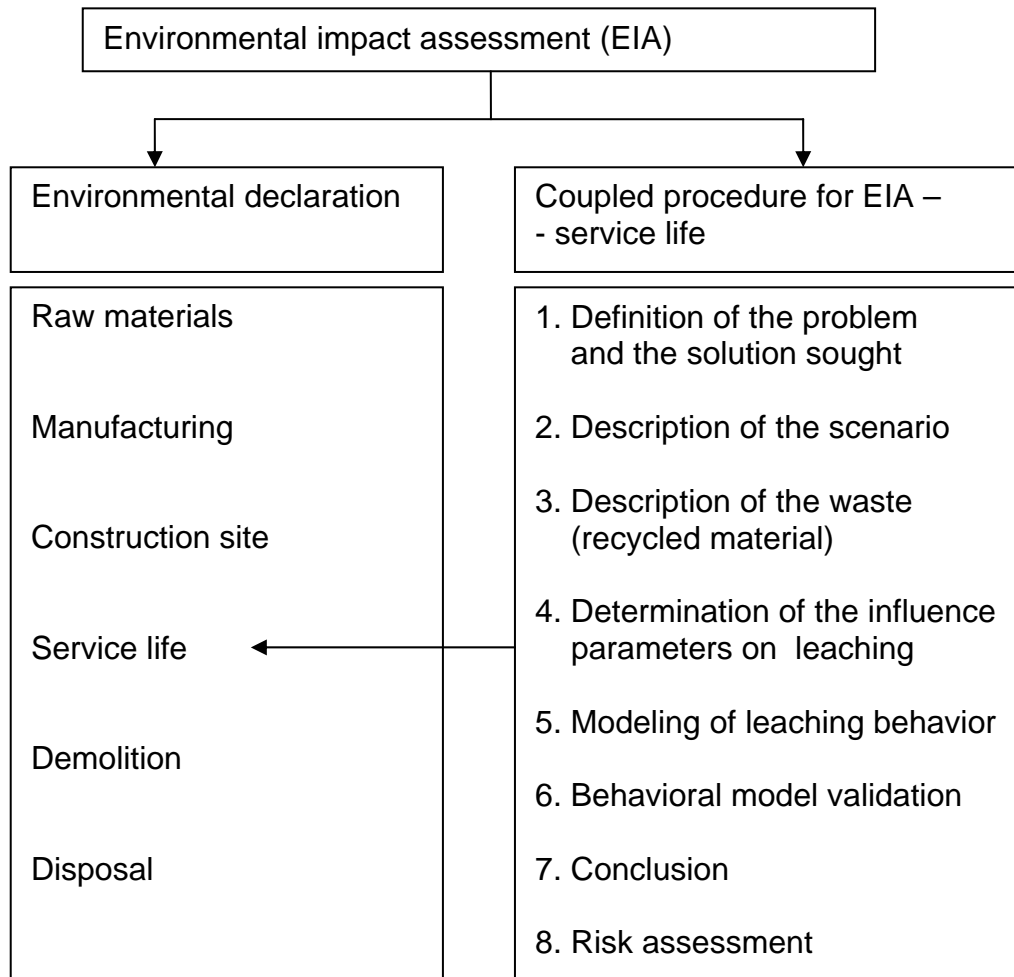 Environmental impact assessment (EIA)
Environmental declaration
Coupled procedure for EIA –
- service life
Raw materials
Manufacturing
Construction site
Service life
Demolition
Disposal
1. Definition of the problem
and the solution sought
2. Description of the scenario
3. Description of the waste
(recycled material)
4. Determination of the influence
parameters on leaching
5. Modeling of leaching behavior
6. Behavioral model validation
7. Conclusion
8. Risk assessment